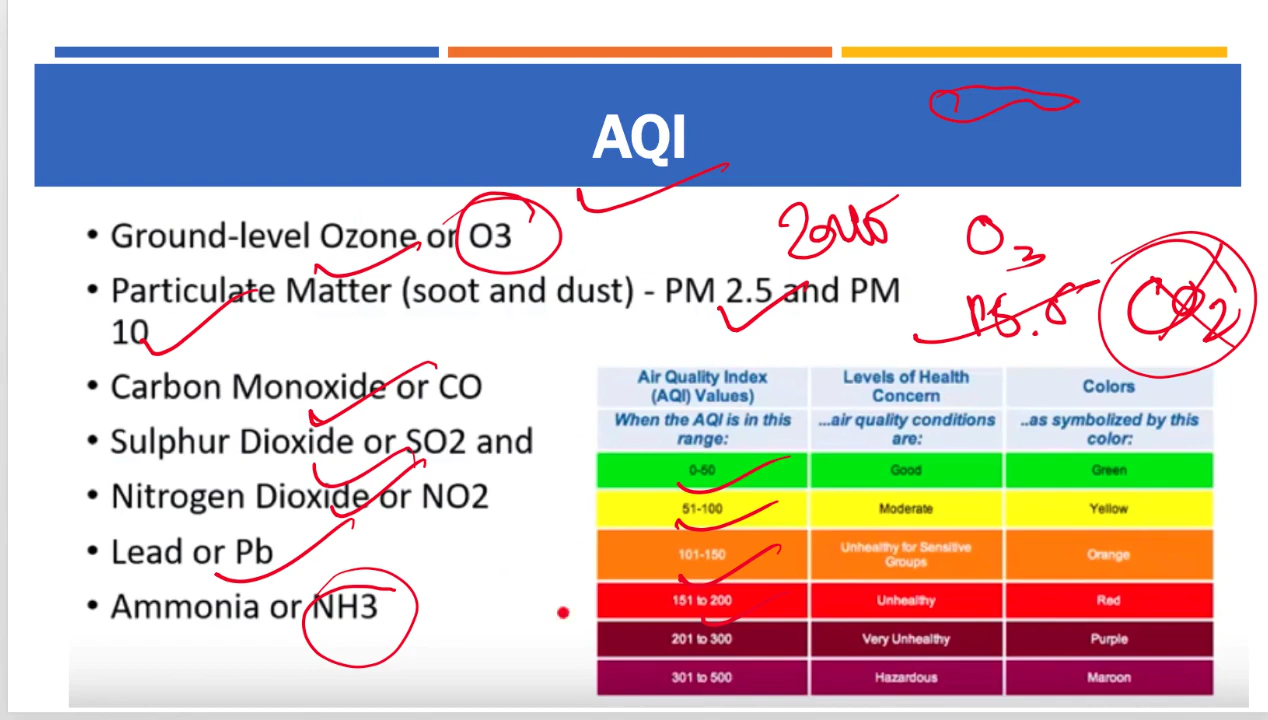 AQI
• Ground-level Ozone or O3
• Particulate Matter (soot and dust) - PM 2.5 and PM
10
• Carbon Monoxide or CO
• Sulphur Dioxide or SO2 and
• Nitrogen Dioxide or NO2
• Lead or Pb
• Ammonia or NH3
O3
CO2
Air Quality Index Levels of Health Colors
(AQI) Values) Concern
When the AQI is in this ...air quality conditions ..as symbolized by this
range: are: color:
0-50 Good Green
51-100 Moderate Yellow
101-150 Unhealthy for Sensitive Orange
Groups
151 to 200 Unhealthy Red
201 to 300 Very Unhealthy Purple
301 to 500 Hazardous Maroon